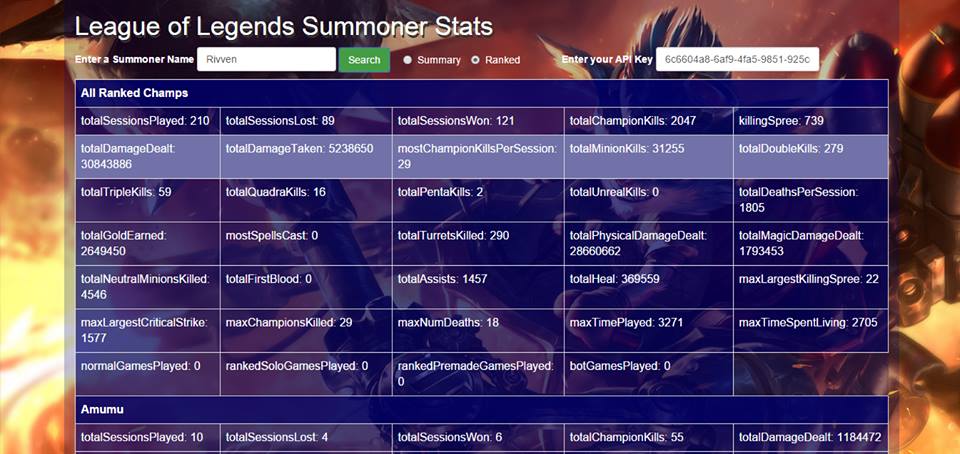 League of Legends Summoner Stats
Enter a Summoner Name Rivven Search Summary Ranked Enter your API Key 6c6604a8-6af9-4fa5-9851-925c
All Ranked Champs
totalSessionsPlayed: 210 totalSessionsLost: 89 totalSessionsWon: 121 totalChampionKills: 2047 killingSpree: 739
totalDamageDealt: totalDamageTaken: 5238650 mostChampionKillsPerSession: totalMinionKills: 31255 totalDoubleKills: 279
30843886 29
totalTripleKills: 59 totalQuadraKills: 16 totalPentaKills: 2 totalUnrealKills: 0 totalDeathsPerSession:
1805
totalGoldEarned: mostSpellsCast: 0 totalTurretsKilled: 290 totalPhysicalDamageDealt: totalMagicDamageDealt:
2649450 28660662 1793453
totalNeutralMinionsKilled: totalFirstBlood: 0 totalAssists: 1457 totalHeal: 369559 maxLargestKillingSpree: 22
4546
maxLargestCriticalStrike: maxChampionsKilled: 29 maxNumDeaths: 18 maxTimePlayed: 3271 maxTimeSpentLiving: 2705
1577
normalGamesPlayed: 0 rankedSoloGamesPlayed: 0 rankedPremadeGamesPlayed: botGamesPlayed: 0
0
Amumu
totalSessionsPlayed: 10 totalSessionsLost: 4 totalSessionsWon: 6 totalChampionKills: 55 totalDamageDealt: 1184472